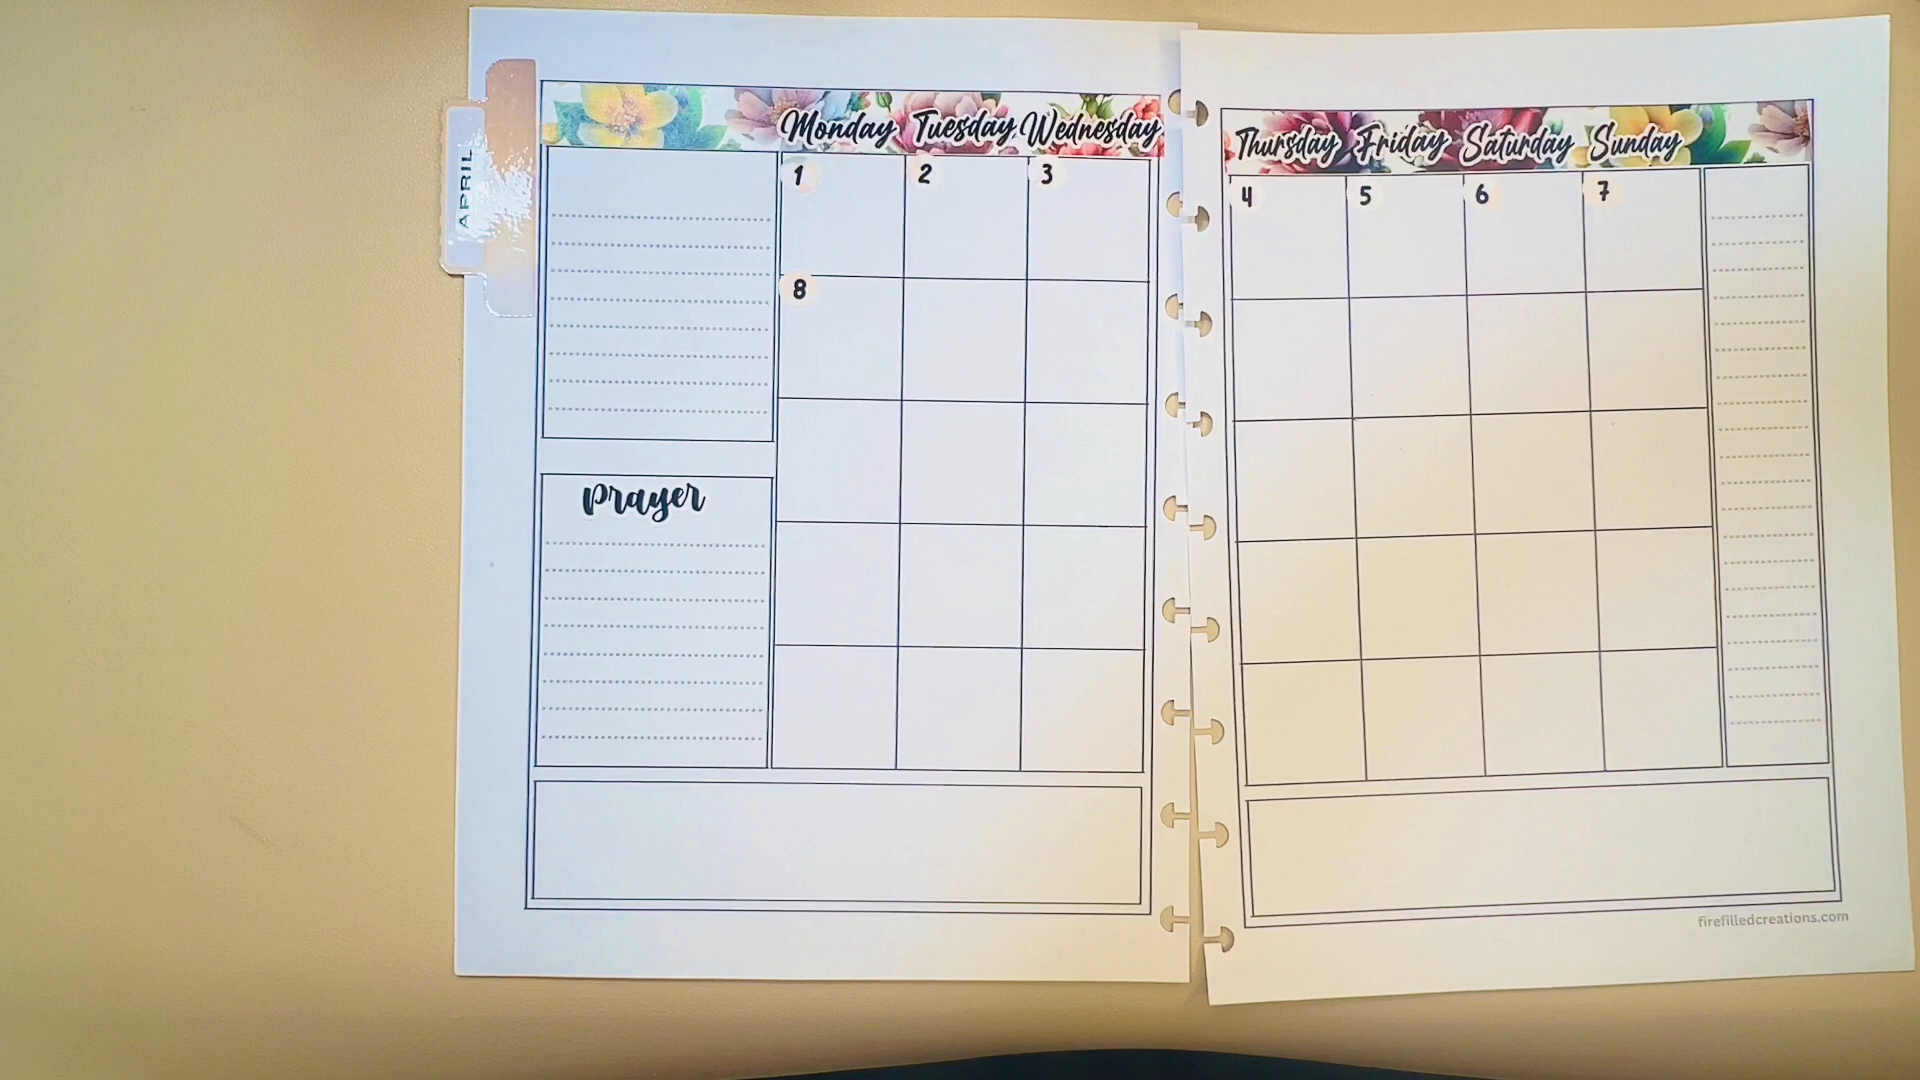 APRIL
Monday Tuesday Wednesday Thursday Friday Saturday Sunday
1 2 3 4 5 6 7
8
Prayer
firefilledcreations.com